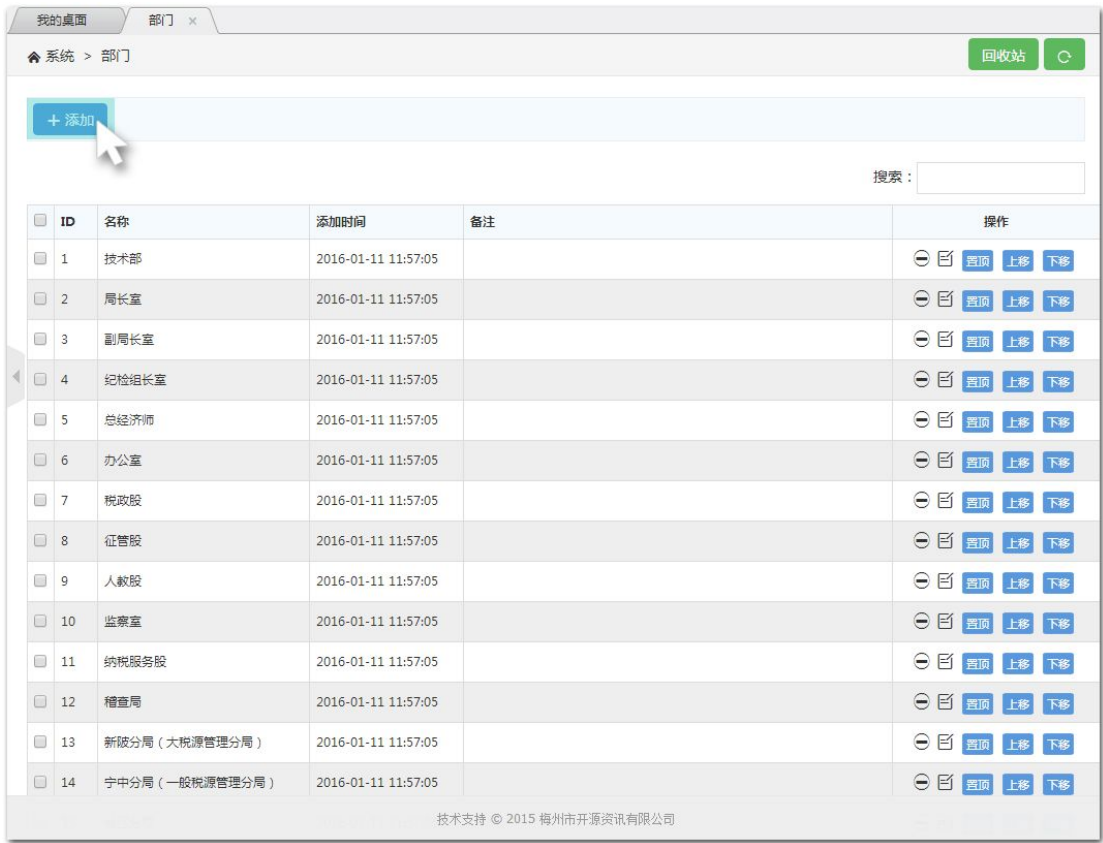 我的桌面 部门 ×
系统 > 部门 回收站
+ 添加
搜索：
ID 名称 添加时间 备注 操作
1 技术部 2016-01-11 11:57:05 置顶 上移 下移
2 局长室 2016-01-11 11:57:05 置顶 上移 下移
3 副局长室 2016-01-11 11:57:05 置顶 上移 下移
4 纪检组长室 2016-01-11 11:57:05 置顶 上移 下移
5 总经济师 2016-01-11 11:57:05 置顶 上移 下移
6 办公室 2016-01-11 11:57:05 置顶 上移 下移
7 税政股 2016-01-11 11:57:05 置顶 上移 下移
8 征管股 2016-01-11 11:57:05 置顶 上移 下移
9 人教股 2016-01-11 11:57:05 置顶 上移 下移
10 监察室 2016-01-11 11:57:05 置顶 上移 下移
11 纳税服务股 2016-01-11 11:57:05 置顶 上移 下移
12 稽查局 2016-01-11 11:57:05 置顶 上移 下移
13 新陂分局（大税源管理分局） 2016-01-11 11:57:05 置顶 上移 下移
14 宁中分局（一般税源管理分局） 2016-01-11 11:57:05 置顶 上移 下移
技术支持 © 2015 梅州市开源资讯有限公司